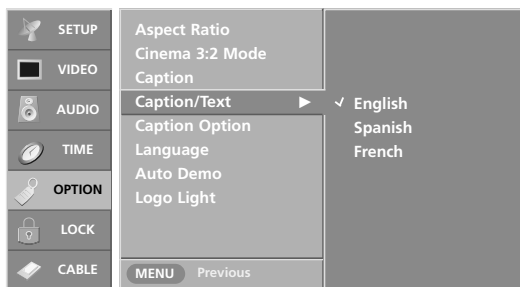 SETUP
VIDEO
AUDIO
TIME
OPTION
LOCK
CABLE
Aspect Ratio
Cinema 3:2 Mode
Caption
Caption/Text
Caption Option
Language
Auto Demo
Logo Light
MENU Previous
English
Spanish
French